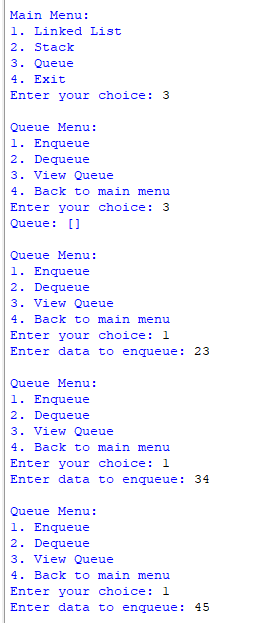 Main Menu:
1. Linked List
2. Stack
3. Queue
4. Exit
Enter your choice: 3
Queue Menu:
1. Enqueue
2. Dequeue
3. View Queue
4. Back to main menu
Enter your choice: 3
Queue: []
Queue Menu:
1. Enqueue
2. Dequeue
3. View Queue
4. Back to main menu
Enter your choice: 1
Enter data to enqueue: 23
Queue Menu:
1. Enqueue
2. Dequeue
3. View Queue
4. Back to main menu
Enter your choice: 1
Enter data to enqueue: 34
Queue Menu:
1. Enqueue
2. Dequeue
3. View Queue
4. Back to main menu
Enter your choice: 1
Enter data to enqueue: 45